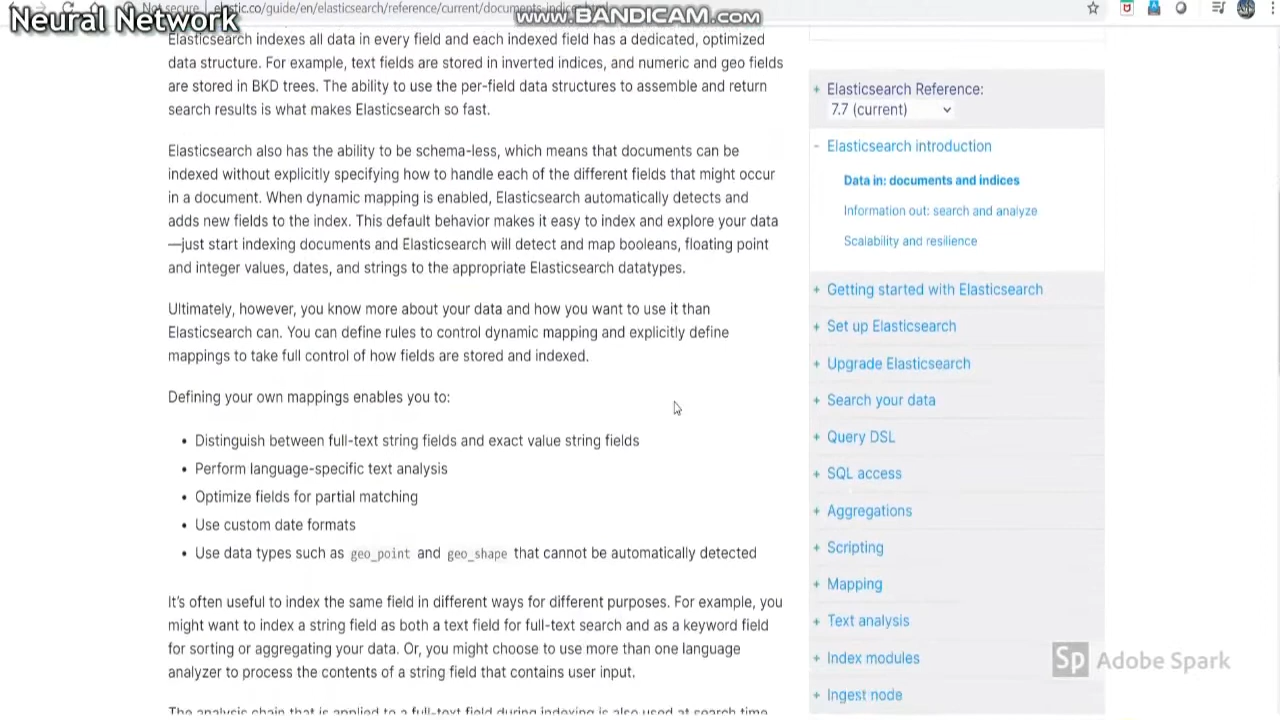 Neural Network
Not secure
elastic.co/guide/en/elasticsearch/reference/current/documents-indices.html
www.BANDICAM.com
Elasticsearch indexes all data in every field and each indexed field has a dedicated, optimized
data structure. For example, text fields are stored in inverted indices, and numeric and geo fields
are stored in BKD trees. The ability to use the per-field data structures to assemble and return
search results is what makes Elasticsearch so fast.
Elasticsearch also has the ability to be schema-less, which means that documents can be
indexed without explicitly specifying how to handle each of the different fields that might occur
in a document. When dynamic mapping is enabled, Elasticsearch automatically detects and
adds new fields to the index. This default behavior makes it easy to index and explore your data
—just start indexing documents and Elasticsearch will detect and map booleans, floating point
and integer values, dates, and strings to the appropriate Elasticsearch datatypes.
Ultimately, however, you know more about your data and how you want to use it than
Elasticsearch can. You can define rules to control dynamic mapping and explicitly define
mappings to take full control of how fields are stored and indexed.
Defining your own mappings enables you to:
• Distinguish between full-text string fields and exact value string fields
• Perform language-specific text analysis
• Optimize fields for partial matching
• Use custom date formats
• Use data types such as geo_point and geo_shape that cannot be automatically detected
It's often useful to index the same field in different ways for different purposes. For example, you
might want to index a string field as both a text field for full-text search and as a keyword field
for sorting or aggregating your data. Or, you might choose to use more than one language
analyzer to process the contents of a string field that contains user input.
The analysis chain that is applied to a full-text field during indexing is also used at search time
+ Elasticsearch Reference:
7.7 (current)
- Elasticsearch introduction
Data in: documents and indices
Information out: search and analyze
Scalability and resilience
+ Getting started with Elasticsearch
+ Set up Elasticsearch
+ Upgrade Elasticsearch
+ Search your data
+ Query DSL
+ SQL access
+ Aggregations
+ Scripting
+ Mapping
+ Text analysis
+ Index modules
+ Ingest node
Sp Adobe Spark